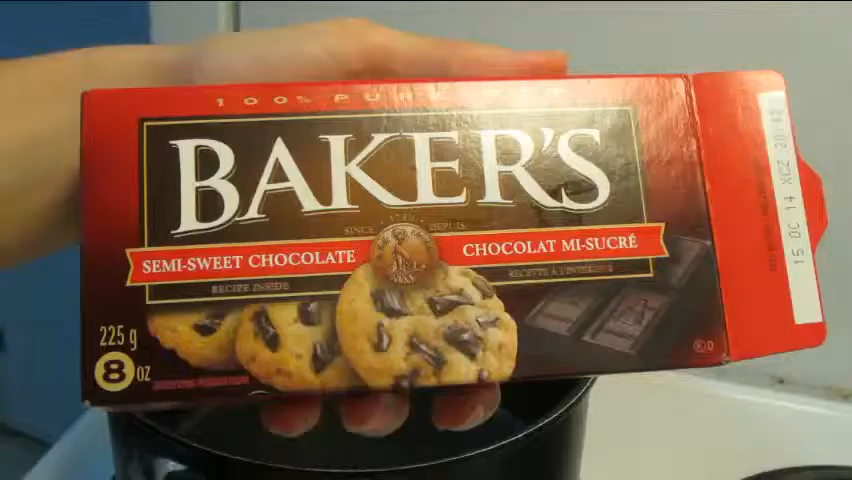 100% PURE
BAKER'S
SINCE 1780 DEPUIS
SEMI-SWEET CHOCOLATE
CHOCOLAT MI-SUCRÉ
RECIPE INSIDE
RECETTE À L'INTÉRIEUR
225 g
8 OZ
15 OC 14 XCZ